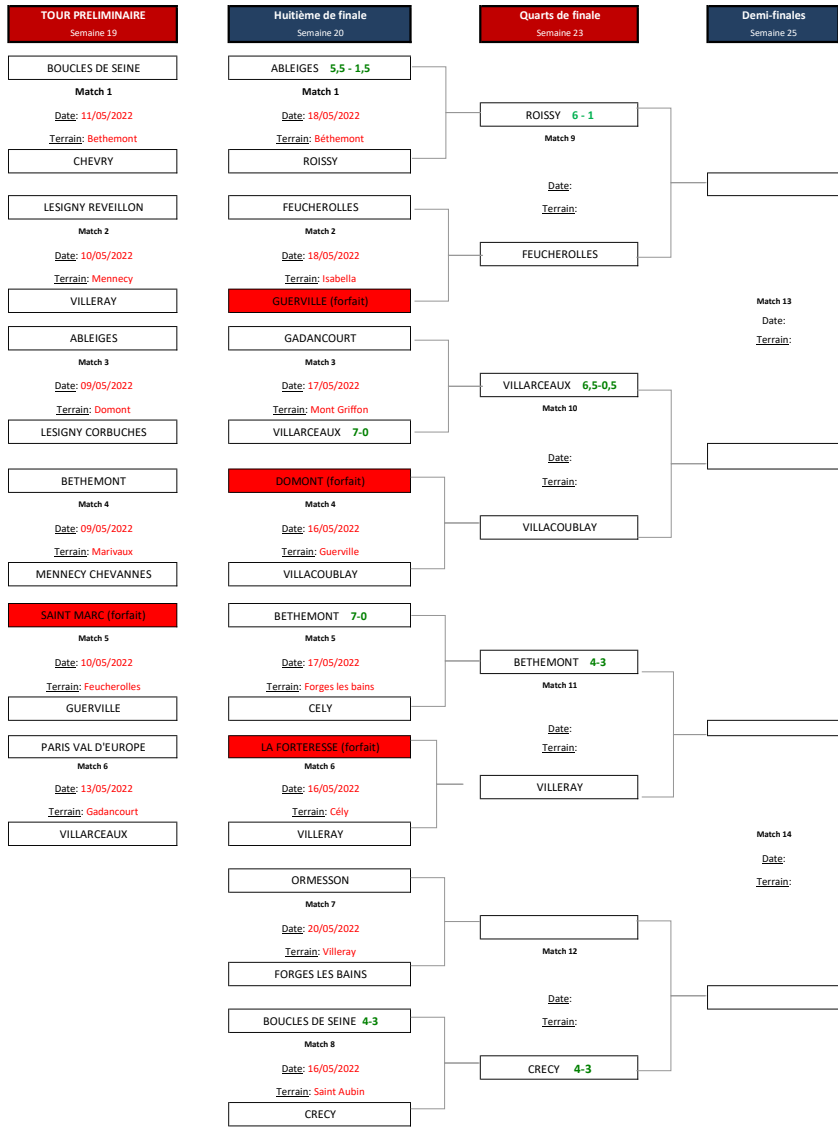 TOUR PRELIMINAIRE
Semaine 19
BOUCLES DE SEINE
Match 1
Date: 11/05/2022
Terrain: Bethemont
CHEVRY
LESIGNY REVEILLON
Match 2
Date: 10/05/2022
Terrain: Mennecy
VILLERAY
ABLEIGES
Match 3
Date: 09/05/2022
Terrain: Domont
LESIGNY CORBUCHES
BETHEMONT
Match 4
Date: 09/05/2022
Terrain: Marivaux
MENNECY CHEVANNES
SAINT MARC (forfait)
Match 5
Date: 10/05/2022
Terrain: Feucherolles
GUERVILLE
PARIS VAL D'EUROPE
Match 6
Date: 13/05/2022
Terrain: Gadancourt
VILLARCEAUX
Huitième de finale
Semaine 20
ABLEIGES 5,5 - 1,5
Match 1
Date: 18/05/2022
Terrain: Béthemont
ROISSY
FEUCHEROLLES
Match 2
Date: 18/05/2022
Terrain: Isabella
GUERVILLE (forfait)
GADANCOURT
Match 3
Date: 17/05/2022
Terrain: Mont Griffon
VILLARCEAUX 7-0
DOMONT (forfait)
Match 4
Date: 16/05/2022
Terrain: Guerville
VILLACOUBLAY
BETHEMONT 7-0
Match 5
Date: 17/05/2022
Terrain: Forges les bains
CELY
LA FORTERESSE (forfait)
Match 6
Date: 16/05/2022
Terrain: Cély
VILLERAY
ORMESSON
Match 7
Date: 20/05/2022
Terrain: Villeray
FORGES LES BAINS
BOUCLES DE SEINE 4-3
Match 8
Date: 16/05/2022
Terrain: Saint Aubin
CRECY
Quarts de finale
Semaine 23
ROISSY 6 - 1
Match 9
Date:
Terrain:
FEUCHEROLLES
VILLARCEAUX 6,5-0,5
Match 10
Date:
Terrain:
VILLACOUBLAY
BETHEMONT 4-3
Match 11
Date:
Terrain:
VILLERAY
Match 12
Date:
Terrain:
CRECY 4-3
Demi-finales
Semaine 25
Match 13
Date:
Terrain:
Match 14
Date:
Terrain: